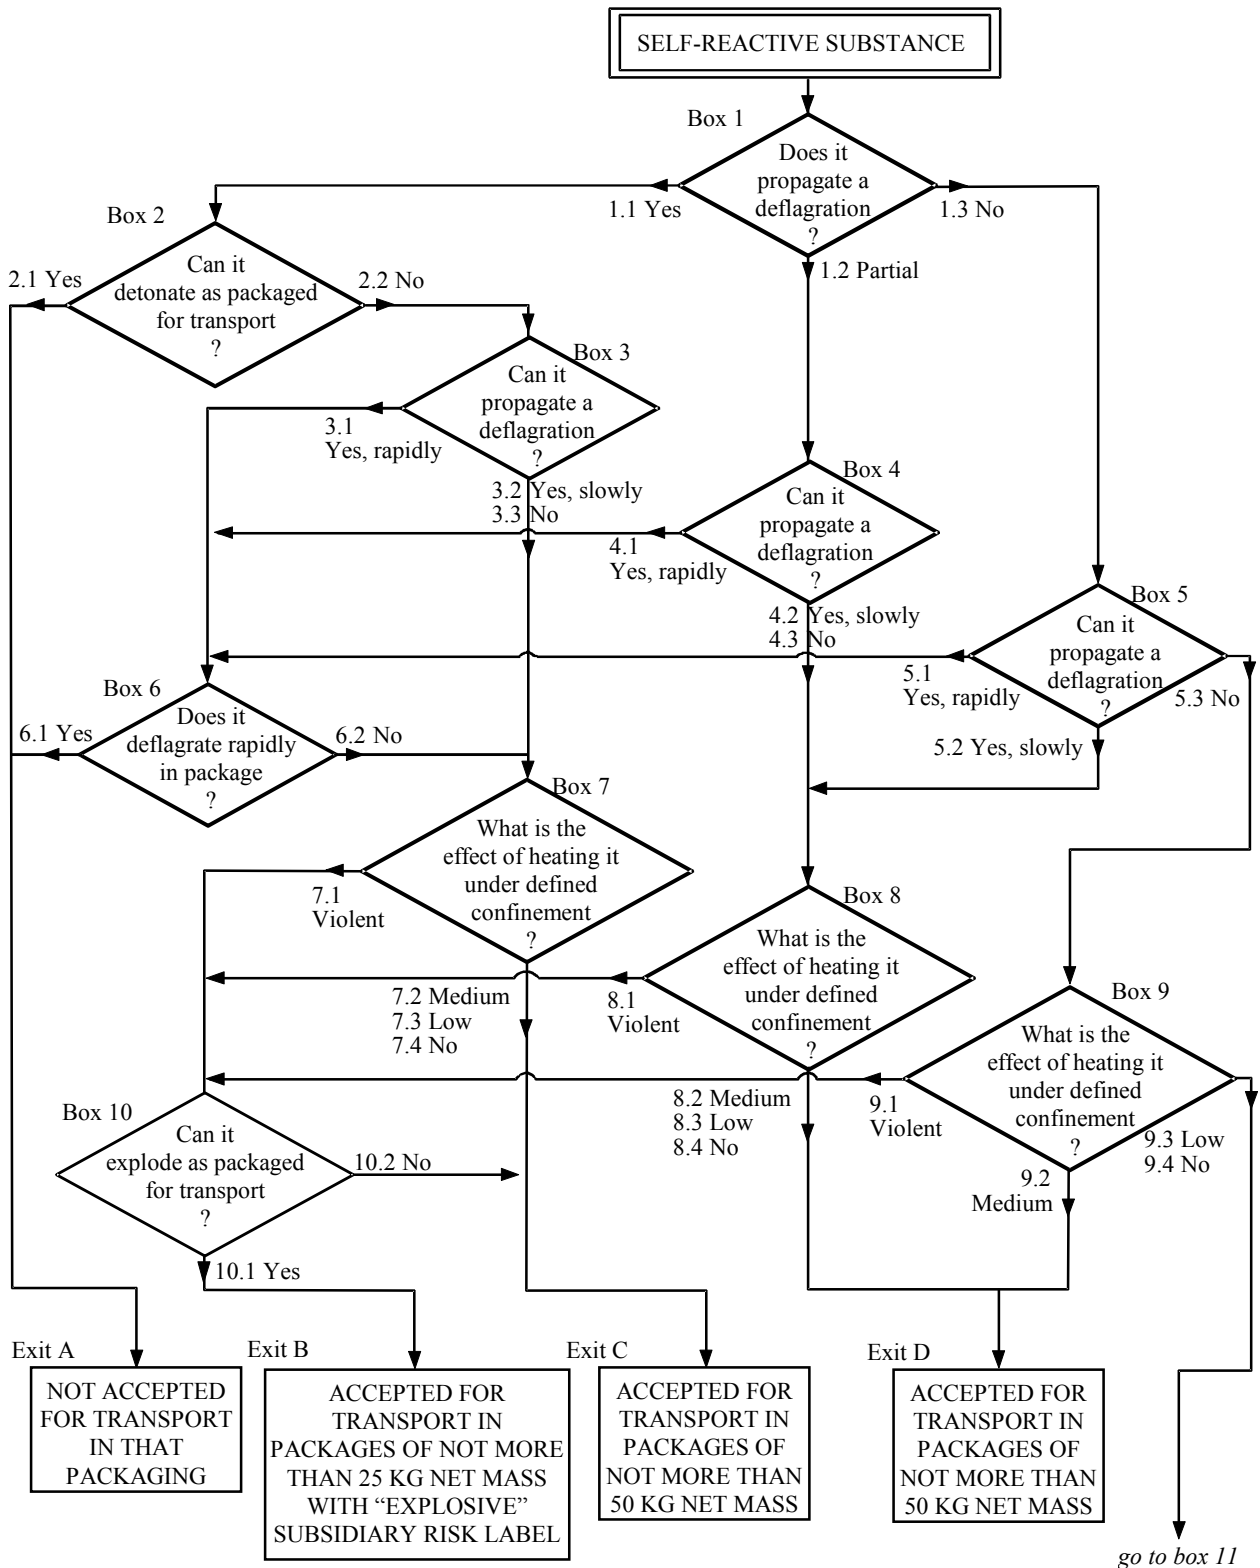 SELF-REACTIVE SUBSTANCE
Box 1
Does it
propagate a
deflagration
?
1.1 Yes
1.3 No
1.2 Partial
Box 2
Can it
detonate as packaged
for transport
?
2.1 Yes
2.2 No
Box 3
Can it
propagate a
deflagration
?
3.1
Yes, rapidly
3.2 Yes, slowly
3.3 No
Box 4
Can it
propagate a
deflagration
?
4.1
Yes, rapidly
4.2 Yes, slowly
4.3 No
Box 5
Can it
propagate a
deflagration
?
5.1
Yes, rapidly
5.3 No
5.2 Yes, slowly
Box 6
Does it
deflagrate rapidly
in package
?
6.1 Yes
6.2 No
Box 7
What is the
effect of heating it
under defined
confinement
?
7.1
Violent
7.2 Medium
7.3 Low
7.4 No
Box 8
What is the
effect of heating it
under defined
confinement
?
8.1
Violent
8.2 Medium
8.3 Low
8.4 No
Box 9
What is the
effect of heating it
under defined
confinement
?
9.1
Violent
9.3 Low
9.4 No
9.2
Medium
Box 10
Can it
explode as packaged
for transport
?
10.2 No
10.1 Yes
Exit A
NOT ACCEPTED
FOR TRANSPORT
IN THAT
PACKAGING
Exit B
ACCEPTED FOR
TRANSPORT IN
PACKAGES OF NOT MORE
THAN 25 KG NET MASS
WITH “EXPLOSIVE”
SUBSIDIARY RISK LABEL
Exit C
ACCEPTED FOR
TRANSPORT IN
PACKAGES OF
NOT MORE THAN
50 KG NET MASS
Exit D
ACCEPTED FOR
TRANSPORT IN
PACKAGES OF
NOT MORE THAN
50 KG NET MASS
go to box 11